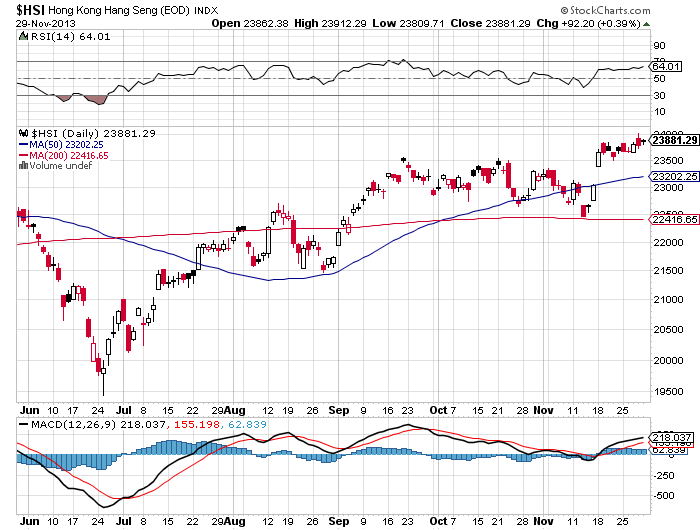 $HSI Hong Kong Hang Seng (EOD) INDX
© StockCharts.com
29-Nov-2013
Open 23862.38 High 23912.29 Low 23809.71 Close 23881.29 Chg +92.20 (+0.39%)
RSI(14) 64.01
90
70
64.01
50
30
10
$HSI (Daily) 23881.29
MA(50) 23202.25
MA(200) 22416.65
Volume undef
24000
23881.29
23500
23202.25
23000
22500
22416.65
22000
21500
21000
20500
20000
19500
Jun 10 17 24 Jul 8 15 22 Aug 12 19 26 Sep 9 16 23 Oct 7 15 21 28 Nov 11 18 25
MACD(12,26,9) 218.037, 155.198, 62.839
218.037
155.198
62.839
0
-250
-500
Jun 10 17 24 Jul 8 15 22 Aug 12 19 26 Sep 9 16 23 Oct 7 15 21 28 Nov 11 18 25